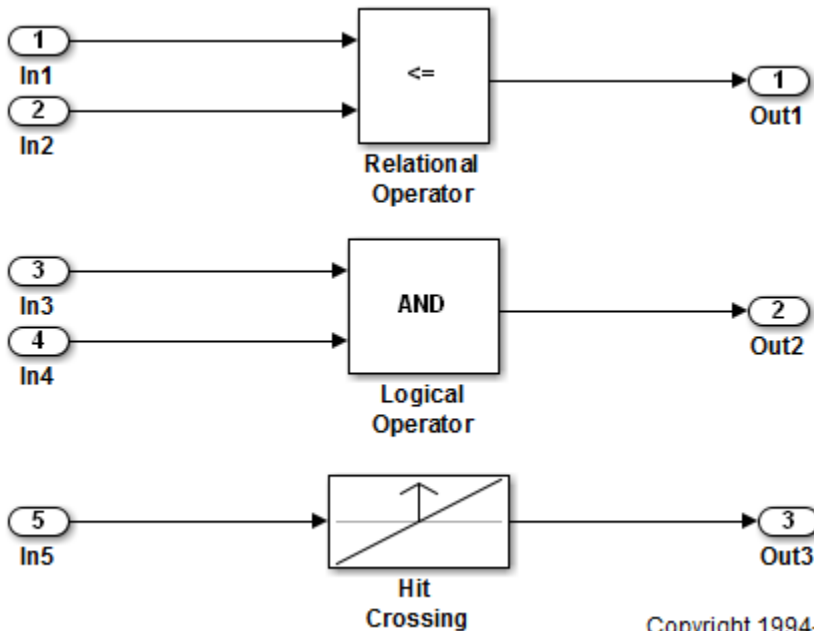 1
In1
2
In2
<=
Relational
Operator
1
Out1
3
In3
4
In4
AND
Logical
Operator
2
Out2
5
In5
Hit
Crossing
3
Out3
Copyright 1994-